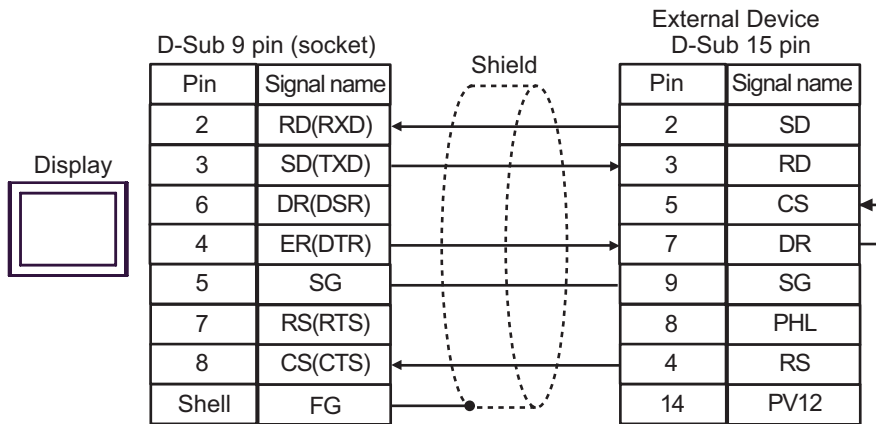 External Device
D-Sub 9 pin (socket) D-Sub 15 pin
Shield
Pin Signal name Pin Signal name
2 RD(RXD) 2 SD
Display
3 SD(TXD) 3 RD
6 DR(DSR) 5 CS
4 ER(DTR) 7 DR
5 SG 9 SG
7 RS(RTS) 8 PHL
8 CS(CTS) 4 RS
Shell FG 14 PV12